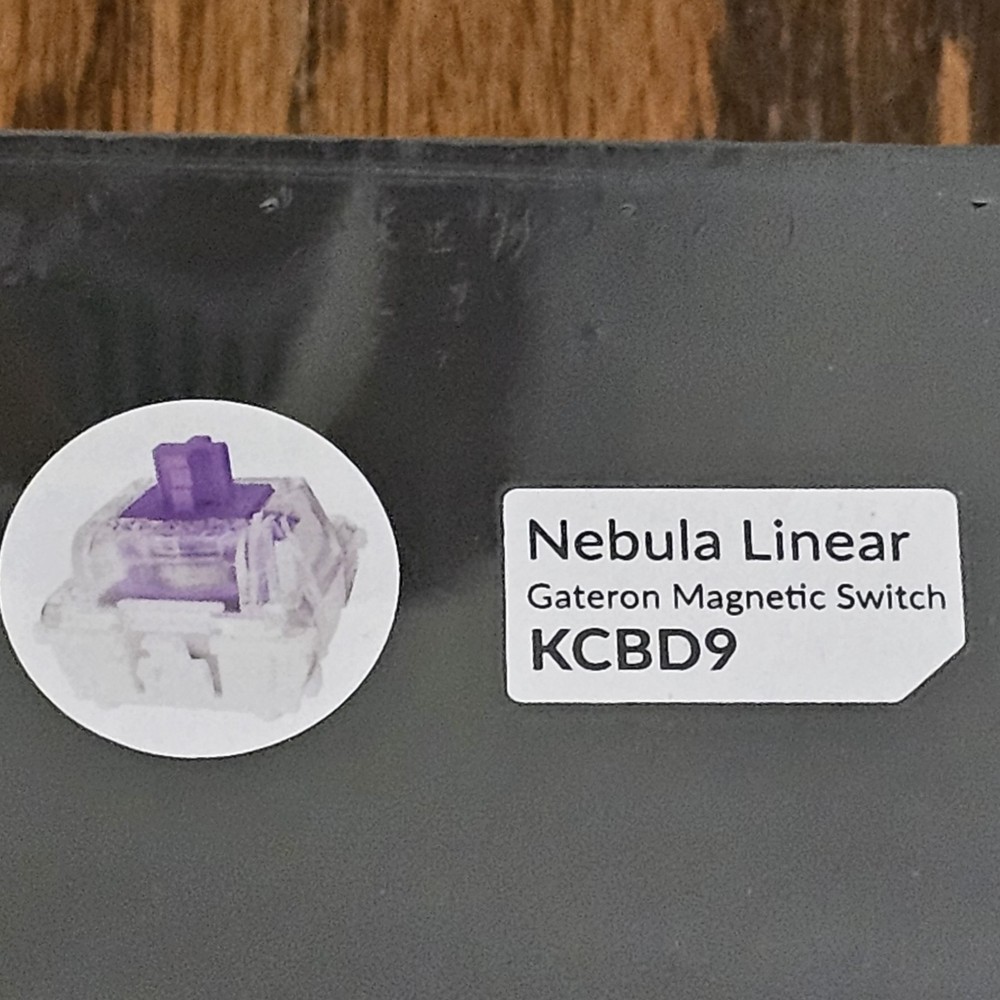 Nebula Linear
Gateron Magnetic Switch
KCBD9